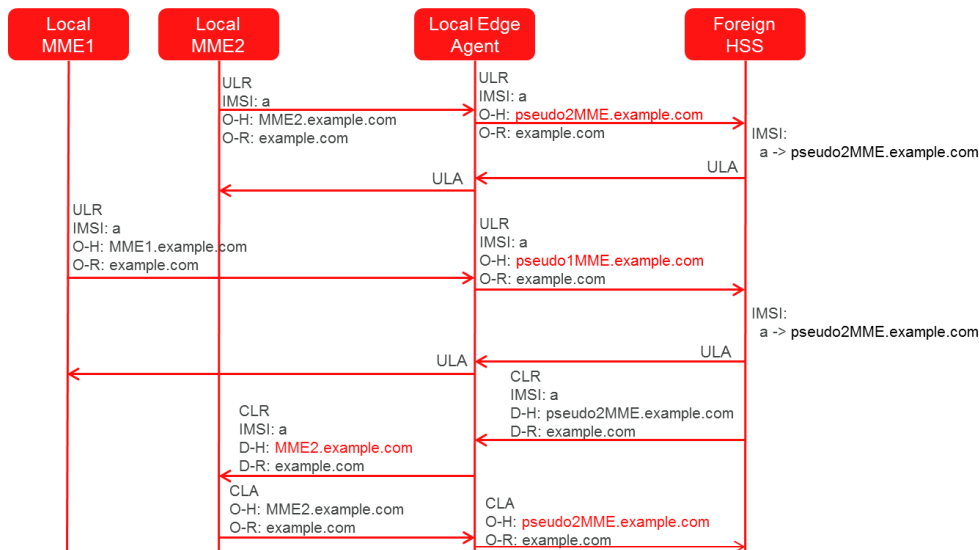 Local
MME1
Local
MME2
Local Edge
Agent
Foreign
HSS
ULR
IMSI: a
O-H: MME2.example.com
O-R: example.com
ULR
IMSI: a
O-H: pseudo2MME.example.com
O-R: example.com
IMSI:
a -> pseudo2MME.example.com
ULA
ULA
ULR
IMSI: a
O-H: MME1.example.com
O-R: example.com
ULR
IMSI: a
O-H: pseudo1MME.example.com
O-R: example.com
IMSI:
a -> pseudo2MME.example.com
ULA
ULA
CLR
IMSI: a
D-H: pseudo2MME.example.com
D-R: example.com
CLR
IMSI: a
D-H: MME2.example.com
D-R: example.com
CLA
O-H: MME2.example.com
O-R: example.com
CLA
O-H: pseudo2MME.example.com
O-R: example.com